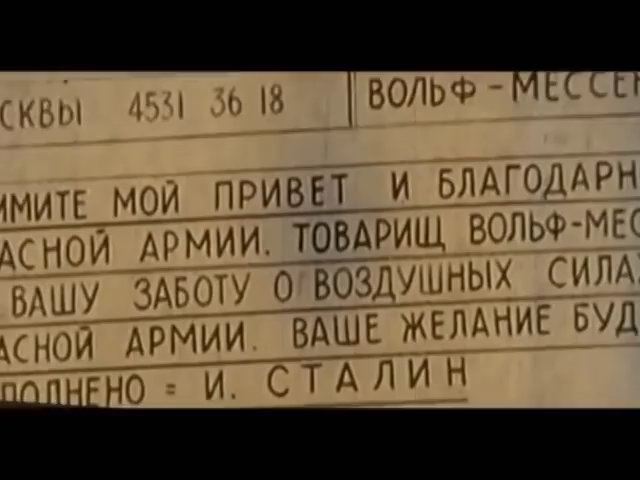 СКВЫ 4531 36 18 ВОЛЬФ - МЕССЕН
ИМИТЕ МОЙ ПРИВЕТ И БЛАГОДАРН
АСНОЙ АРМИИ. ТОВАРИЩ ВОЛЬФ-МЕС
ВАШУ ЗАБОТУ О ВОЗДУШНЫХ СИЛА
АСНОЙ АРМИИ. ВАШЕ ЖЕЛАНИЕ БУД
ПОЛНЕНО = И. СТАЛИН